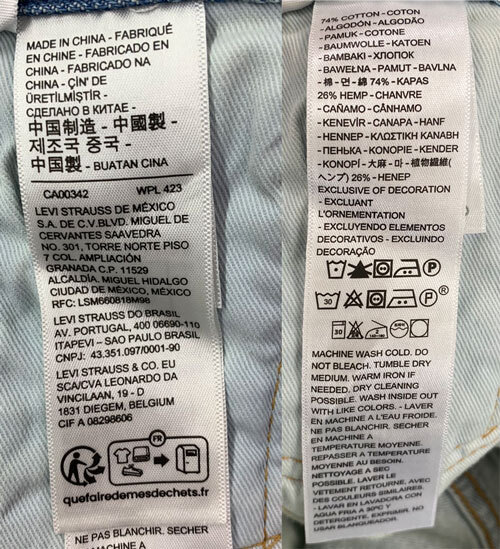 MADE IN CHINA - FABRIQUÉ
EN CHINE - FABRICADO EN
CHINA - FABRICADO NA
CHINA - ÇİN' DE
ÜRETİLMİŞTİR -
СДЕЛАНО В КИТАЕ -
中国制造 - 中國製 -
제조국 중국 -
中国製 - BUATAN CINA
CA00342 WPL 423
LEVI STRAUSS DE MÉXICO
S.A. DE C.V.BLVD. MIGUEL DE
CERVANTES SAAVEDRA
NO. 301, TORRE NORTE PISO
7 COL. AMPLIACIÓN
GRANADA C.P. 11529
ALCALDÍA. MIGUEL HIDALGO
CIUDAD DE MÉXICO, MÉXICO
RFC: LSM660818M98
LEVI STRAUSS DO BRASIL
AV. PORTUGAL, 400 06690-110
ITAPEVI – SAO PAULO BRASIL
CNPJ: 43.351.097/0001-90
LEVI STRAUSS & CO. EU
SCA/CVA LEONARDO DA
VINCILAAN, 19 - D
1831 DIEGEM, BELGIUM
CIF A 08298606
FR
quefairedemesdechets.fr
NE PAS BLANCHIR. SÉCHER
EN MACHINE A
74% COTTON - COTON
- ALGODÓN - ALGODÃO
- PAMUK - COTONE
- BAUMWOLLE - KATOEN
- ΒΑΜΒΑΚΙ - ХЛОПОК
- BAWEŁNA - PAMUT - BAVLNA
- 棉 - 면 - 綿 74% - KAPAS
26% HEMP - CHANVRE
- CAÑAMO - CÂNHAMO
- KENEVİR - CANAPA - HANF
- HENNEP - ΚΛΩΣΤΙΚΗ ΚΑΝΑΒΗ
- ПЕНЬКА - KONOPIE - KENDER
- KONOPÍ - 大麻 - 마 - 植物繊維(
ヘンプ) 26% - HENEP
EXCLUSIVE OF DECORATION
- EXCLUANT
L'ORNEMENTATION
- EXCLUYENDO ELEMENTOS
DECORATIVOS - EXCLUINDO
DECORAÇÃO
P
30 P
30
MACHINE WASH COLD. DO
NOT BLEACH. TUMBLE DRY
MEDIUM. WARM IRON IF
NEEDED. DRY CLEANING
POSSIBLE. WASH INSIDE OUT
WITH LIKE COLORS. - LAVER
EN MACHINE A L'EAU FROIDE.
NE PAS BLANCHIR. SÉCHER
EN MACHINE A
TEMPERATURE MOYENNE.
REPASSER A TEMPÉRATURE
MOYENNE AU BESOIN.
NETTOYAGE A SEC
POSSIBLE. LAVER LE
VÊTEMENT RETOURNE, AVEC
DES COULEURS SIMILAIRES.
- LAVAR EN LAVADORA CON
AGUA FRIA A 30ºC Y
DETERGENTE, EXPRIMIR. NO
USAR BLANQUEADOR.